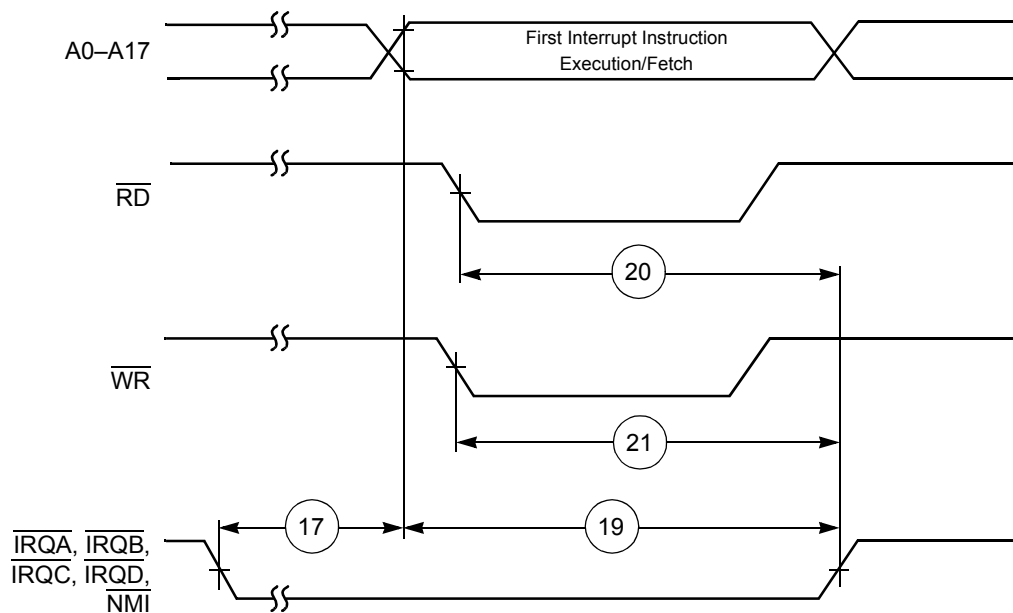 A0–A17
First Interrupt Instruction
Execution/Fetch
RD
20
WR
21
17
19
IRQA, IRQB,
IRQC, IRQD,
NMI